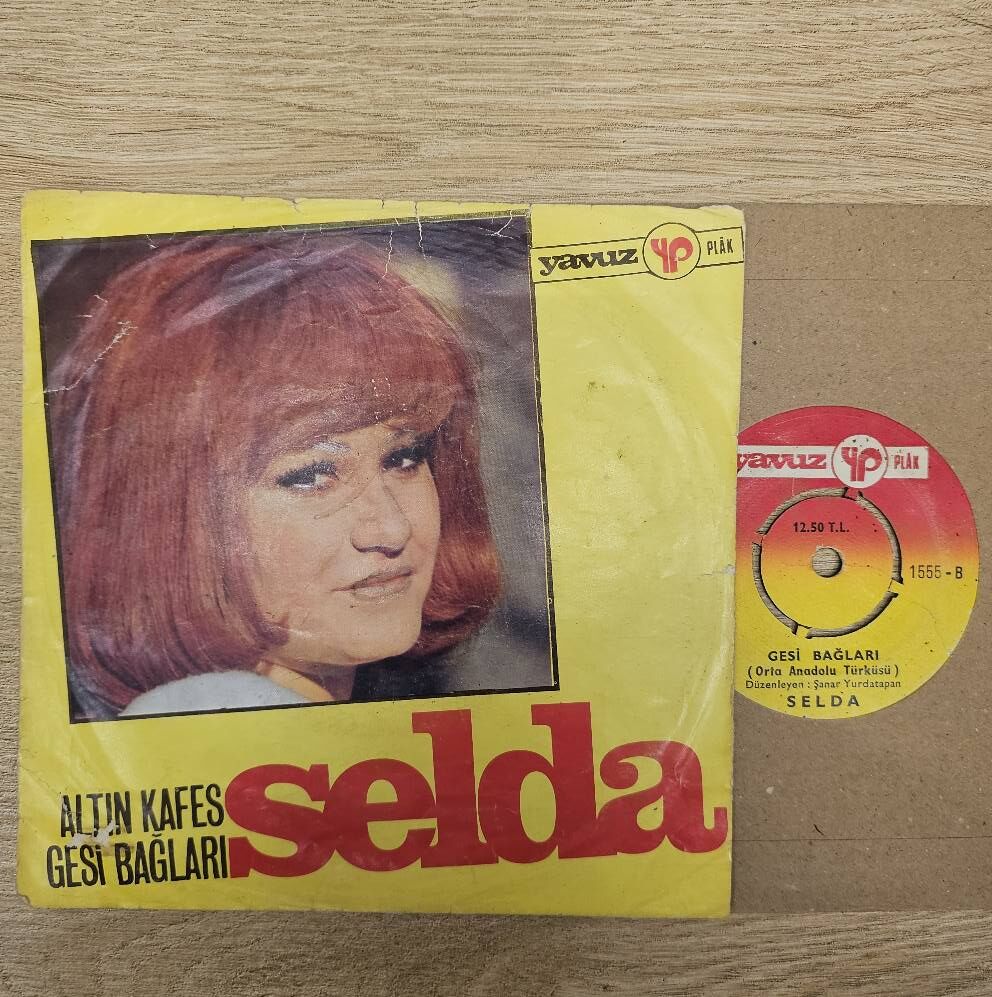 yavuz YP PLÂK
ALTIN KAFES
GESİ BAĞLARI
selda
yavuz YP PLÂK
12.50 T.L.
1555 - B
GESİ BAĞLARI
(Orta Anadolu Türküsü)
Düzenleyen : Şanar Yurdatapan
SELDA